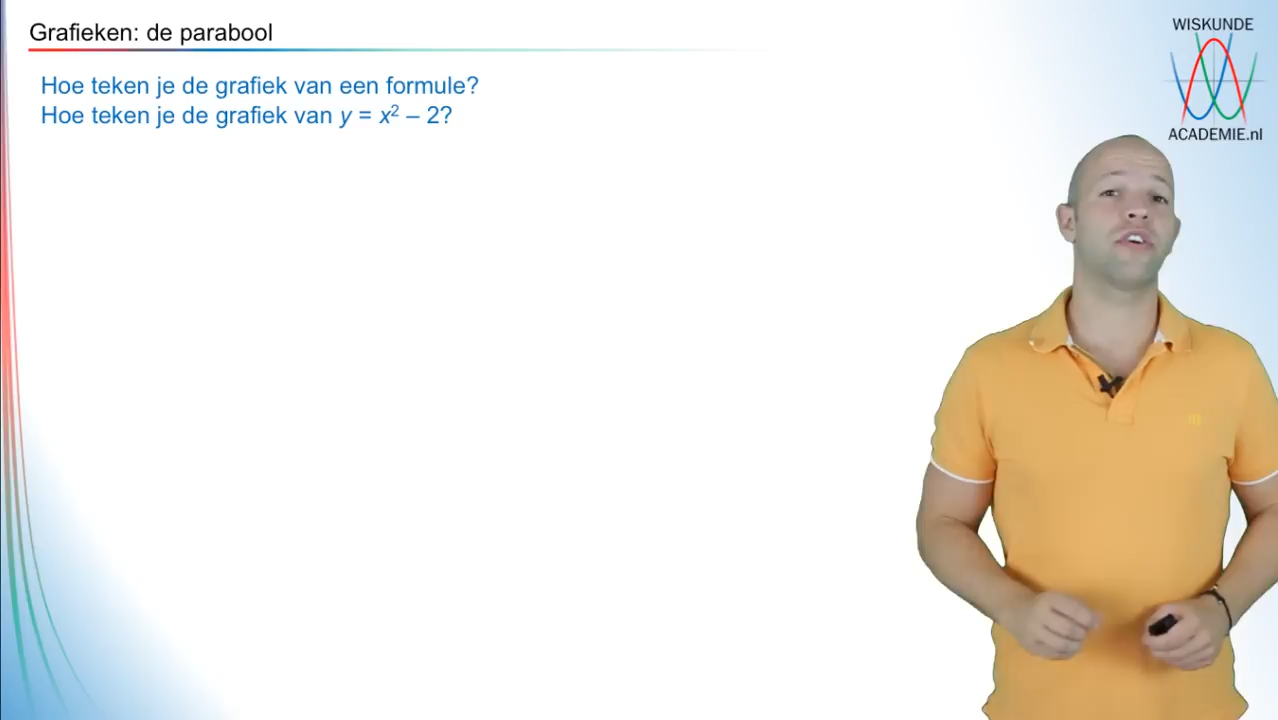 Grafieken: de parabool
Hoe teken je de grafiek van een formule?
Hoe teken je de grafiek van y = x² – 2?
WISKUNDE
ACADEMIE.nl